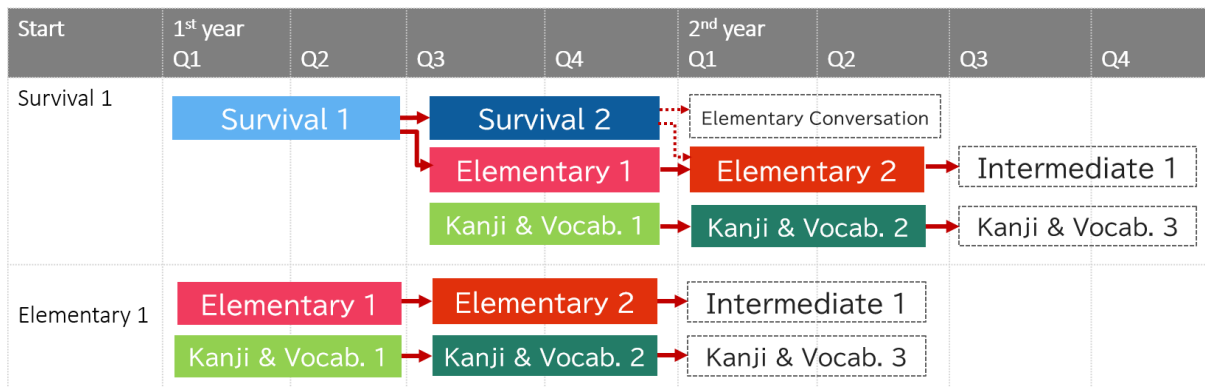 Start 1st year 2nd year
Q1 Q2 Q3 Q4 Q1 Q2 Q3 Q4
Survival 1
Survival 1 Survival 2 Elementary Conversation
Elementary 1 Elementary 2 Intermediate 1
Kanji & Vocab. 1 Kanji & Vocab. 2 Kanji & Vocab. 3
Elementary 1
Elementary 1 Elementary 2 Intermediate 1
Kanji & Vocab. 1 Kanji & Vocab. 2 Kanji & Vocab. 3